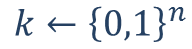 k ← {0,1}ⁿ